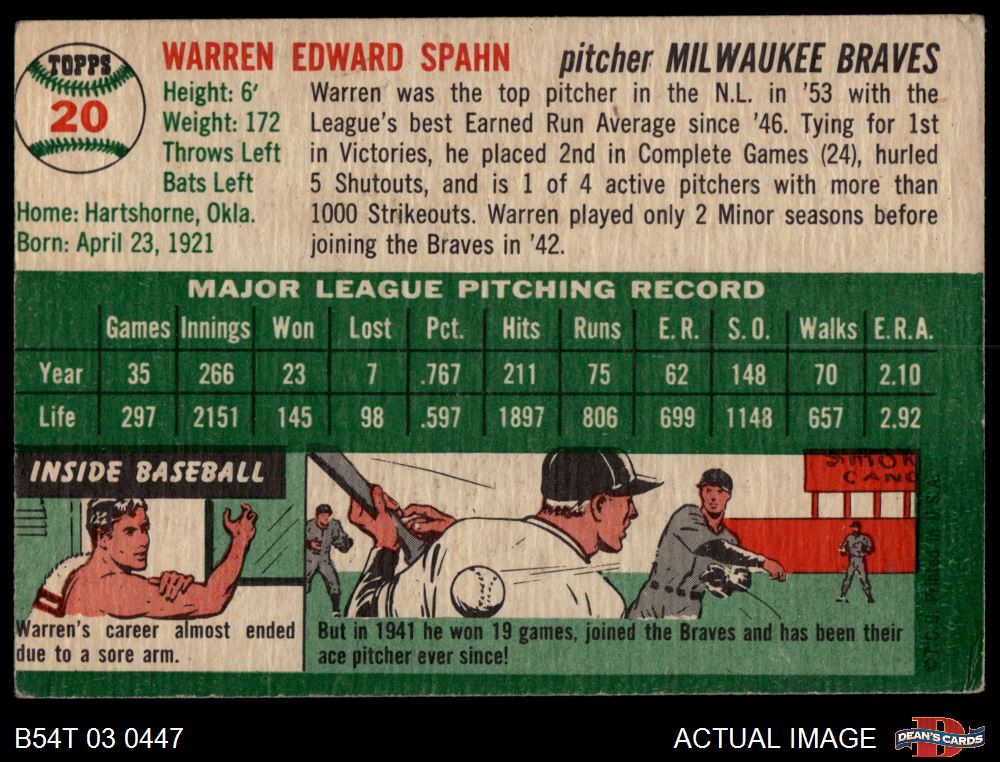 TOPPS
20
WARREN EDWARD SPAHN pitcher MILWAUKEE BRAVES
Height: 6'
Weight: 172
Throws Left
Bats Left
Home: Hartshorne, Okla.
Born: April 23, 1921
Warren was the top pitcher in the N.L. in '53 with the
League's best Earned Run Average since '46. Tying for 1st
in Victories, he placed 2nd in Complete Games (24), hurled
5 Shutouts, and is 1 of 4 active pitchers with more than
1000 Strikeouts. Warren played only 2 Minor seasons before
joining the Braves in '42.
MAJOR LEAGUE PITCHING RECORD
Games Innings Won Lost Pct. Hits Runs E.R. S.O. Walks E.R.A.
Year 35 266 23 7 .767 211 75 62 148 70 2.10
Life 297 2151 145 98 .597 1897 806 699 1148 657 2.92
INSIDE BASEBALL
Warren's career almost ended
due to a sore arm.
CANC
But in 1941 he won 19 games, joined the Braves and has been their
ace pitcher ever since!
B54T 03 0447
ACTUAL IMAGE
DEAN'S CARDS